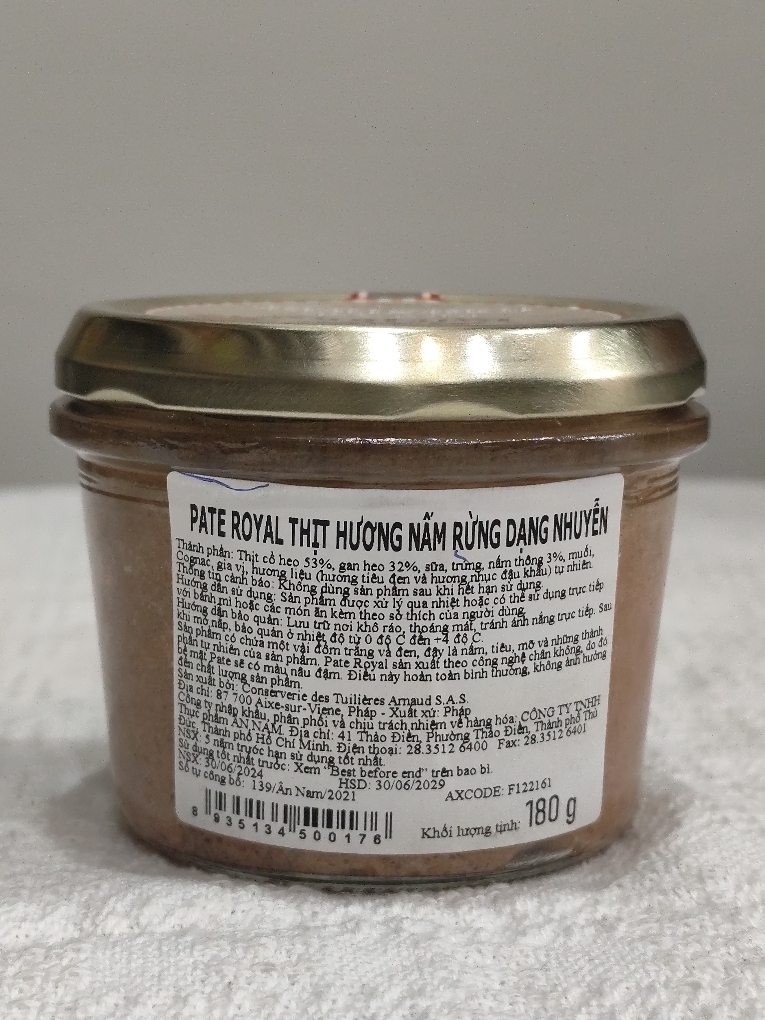 PATE ROYAL THỊT HƯƠNG NẤM RỪNG DẠNG NHUYỄN
Thành phần: Thịt cổ heo 53%, gan heo 32%, sữa, trứng, nấm thông 3%, muối,
Cognac, gia vị, hương liệu (hương tiêu đen và hương nhục đậu khấu) tự nhiên.
Thông tin cảnh báo: Không dùng sản phẩm sau khi hết hạn sử dụng.
Hướng dẫn sử dụng: Sản phẩm được xử lý qua nhiệt hoặc có thể sử dụng trực tiếp
với bánh mì hoặc các món ăn kèm theo sở thích của người dùng.
Hướng dẫn bảo quản: Lưu trữ nơi khô ráo, thoáng mát, tránh ánh nắng trực tiếp. Sau
khi mở nắp, bảo quản ở nhiệt độ từ 0 độ C đến +4 độ C.
Sản phẩm có chứa một vài đốm trắng và đen, đây là nấm, tiêu, mỡ và những thành
phần tự nhiên của sản phẩm. Pate Royal sản xuất theo công nghệ chân không, do đó
bề mặt Pate sẽ có màu nâu đậm. Điều này hoàn toàn bình thường, không ảnh hưởng
đến chất lượng sản phẩm.
Sản xuất bởi: Conserverie des Tuilières Arnaud S.A.S.
Địa chỉ: 87 700 Aixe-sur-Viene, Pháp - Xuất xứ: Pháp
Công ty nhập khẩu, phân phối và chịu trách nhiệm về hàng hóa: CÔNG TY TNHH
Thực phẩm AN NAM. Địa chỉ: 41 Thảo Điền, Phường Thảo Điền, Thành phố Thủ
Đức, Thành phố Hồ Chí Minh. Điện thoại: 28.3512 6400 Fax: 28.3512 6401
NSX: 5 năm trước hạn sử dụng tốt nhất.
Sử dụng tốt nhất trước: Xem "Best before end" trên bao bì.
NSX: 30/06/2024 HSD: 30/06/2029
Số tự công bố: 139/Ân Nam/2021 AXCODE: F122161
8 935134 500176
Khối lượng tịnh: 180 g